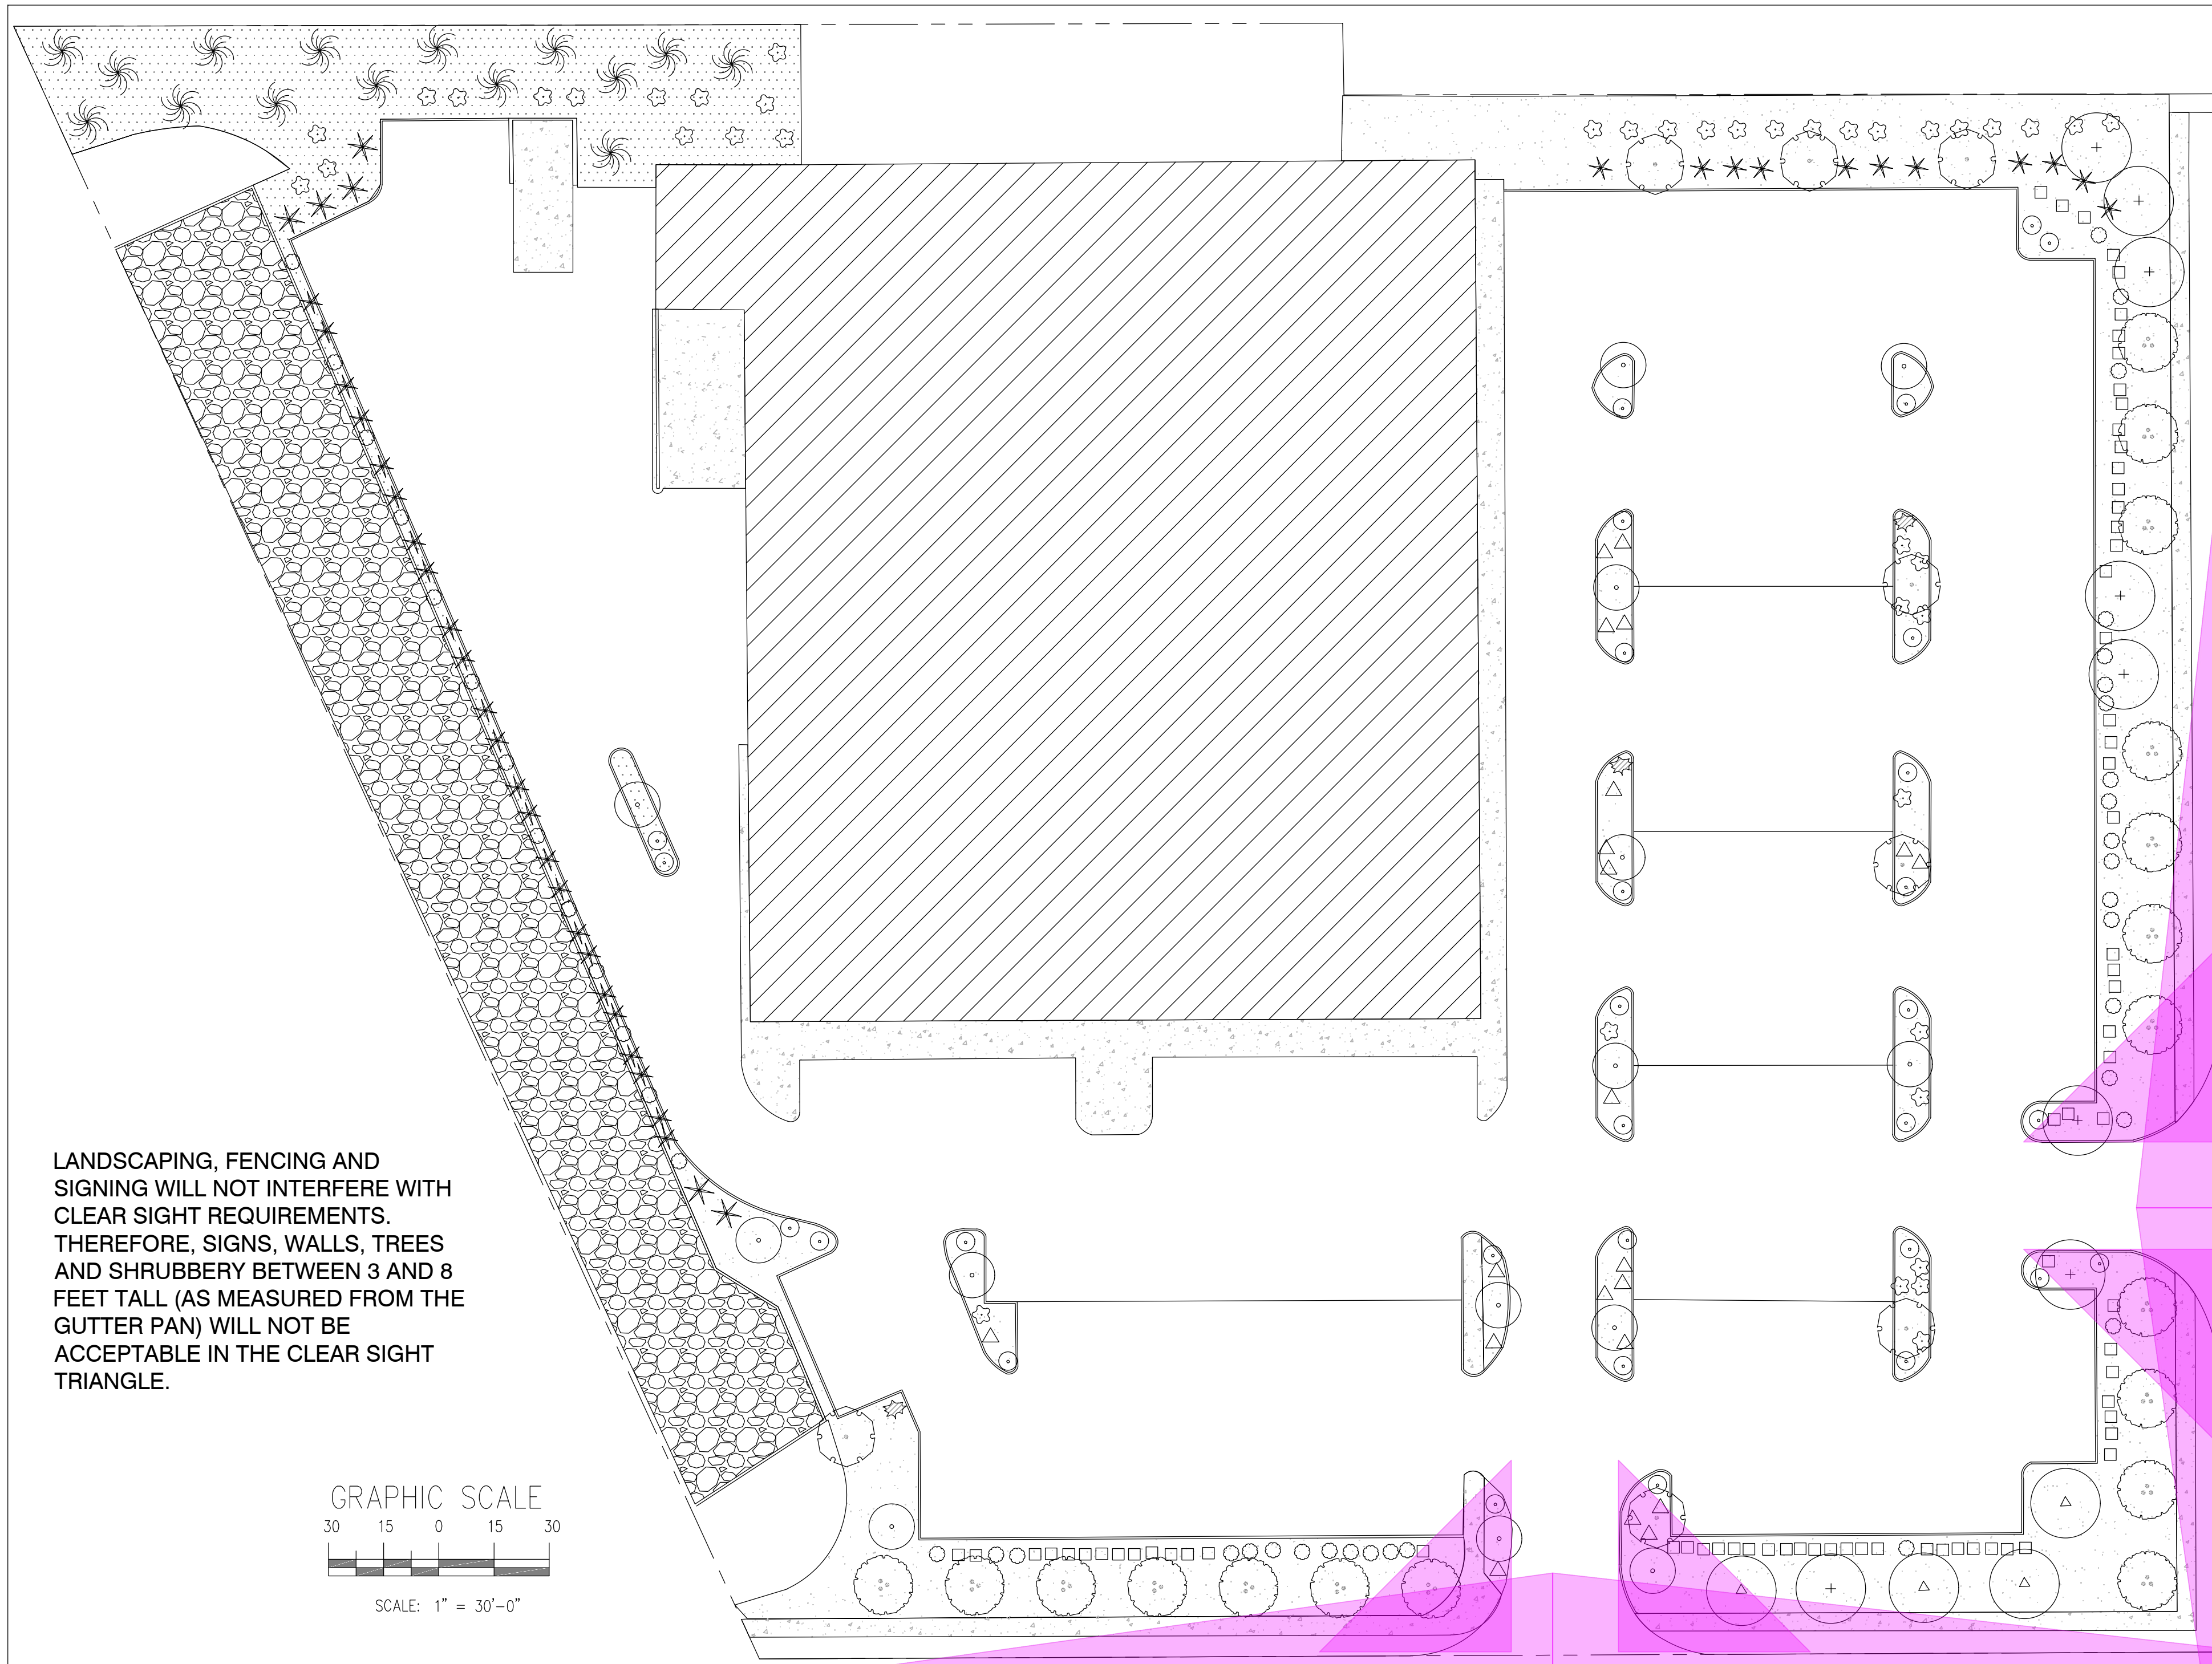 LANDSCAPING, FENCING AND
SIGNING WILL NOT INTERFERE WITH
CLEAR SIGHT REQUIREMENTS.
THEREFORE, SIGNS, WALLS, TREES
AND SHRUBBERY BETWEEN 3 AND 8
FEET TALL (AS MEASURED FROM THE
GUTTER PAN) WILL NOT BE
ACCEPTABLE IN THE CLEAR SIGHT
TRIANGLE.
GRAPHIC SCALE
30 15 0 15 30
SCALE: 1" = 30'-0"